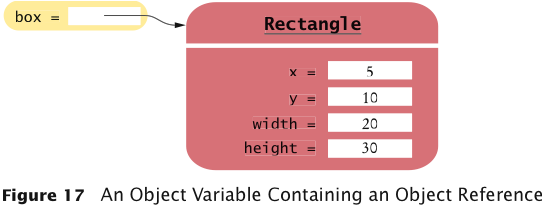 box =
Rectangle
x = 5
y = 10
width = 20
height = 30
Figure 17 An Object Variable Containing an Object Reference